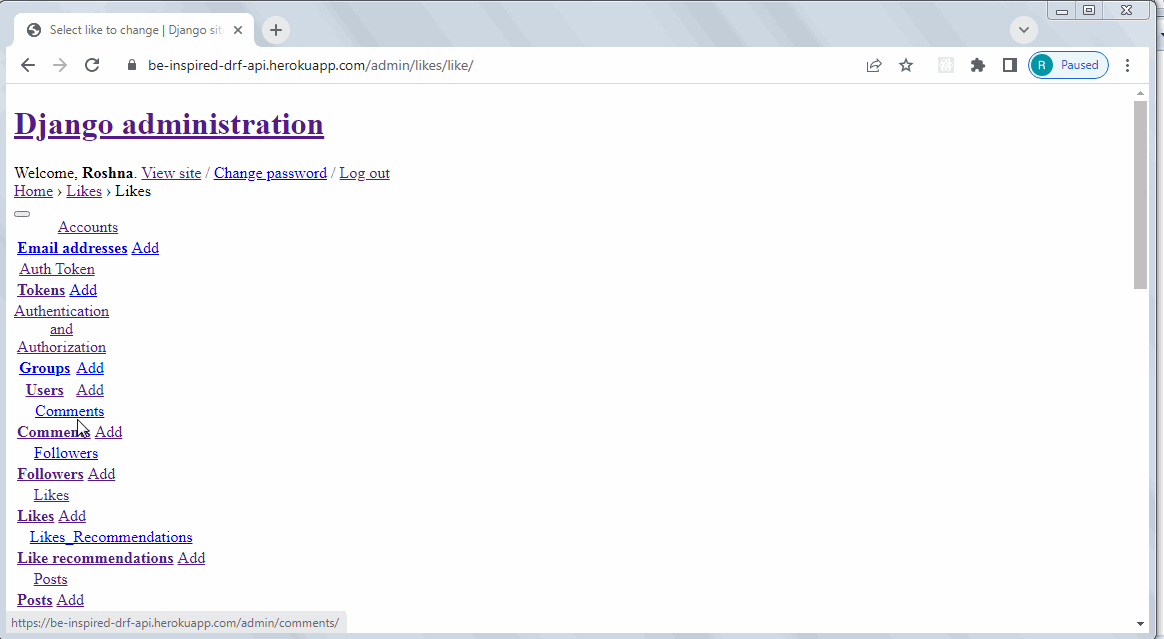 Select like to change | Django sit
be-inspired-drf-api.herokuapp.com/admin/likes/like/
R Paused
Django administration
Welcome, Roshna. View site / Change password / Log out
Home › Likes › Likes
Accounts
Email addresses Add
Auth Token
Tokens Add
Authentication
and
Authorization
Groups Add
Users Add
Comments
Comments Add
Followers
Followers Add
Likes
Likes Add
Likes_Recommendations
Like recommendations Add
Posts
Posts Add
https://be-inspired-drf-api.herokuapp.com/admin/comments/